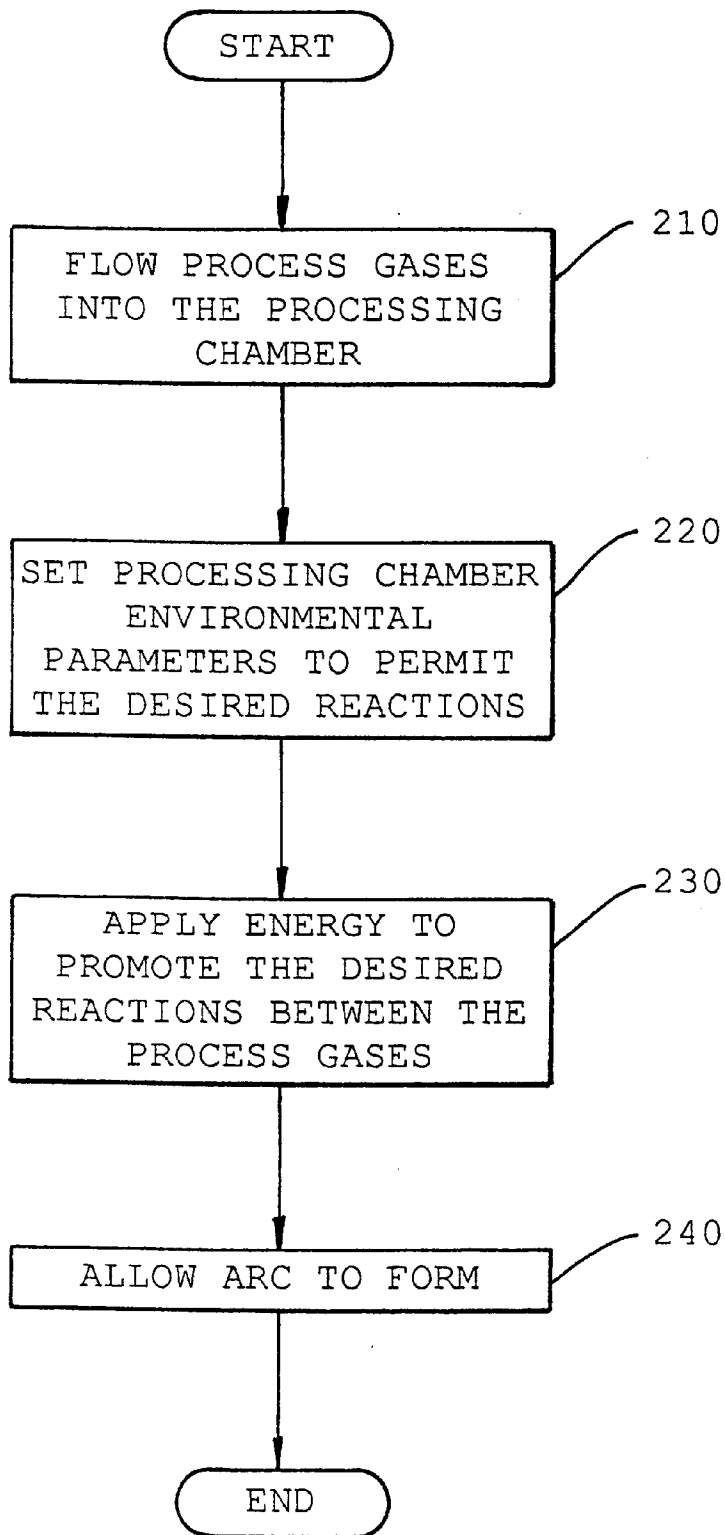 START
210
FLOW PROCESS GASES
INTO THE PROCESSING
CHAMBER
220
SET PROCESSING CHAMBER
ENVIRONMENTAL
PARAMETERS TO PERMIT
THE DESIRED REACTIONS
230
APPLY ENERGY TO
PROMOTE THE DESIRED
REACTIONS BETWEEN THE
PROCESS GASES
240
ALLOW ARC TO FORM
END